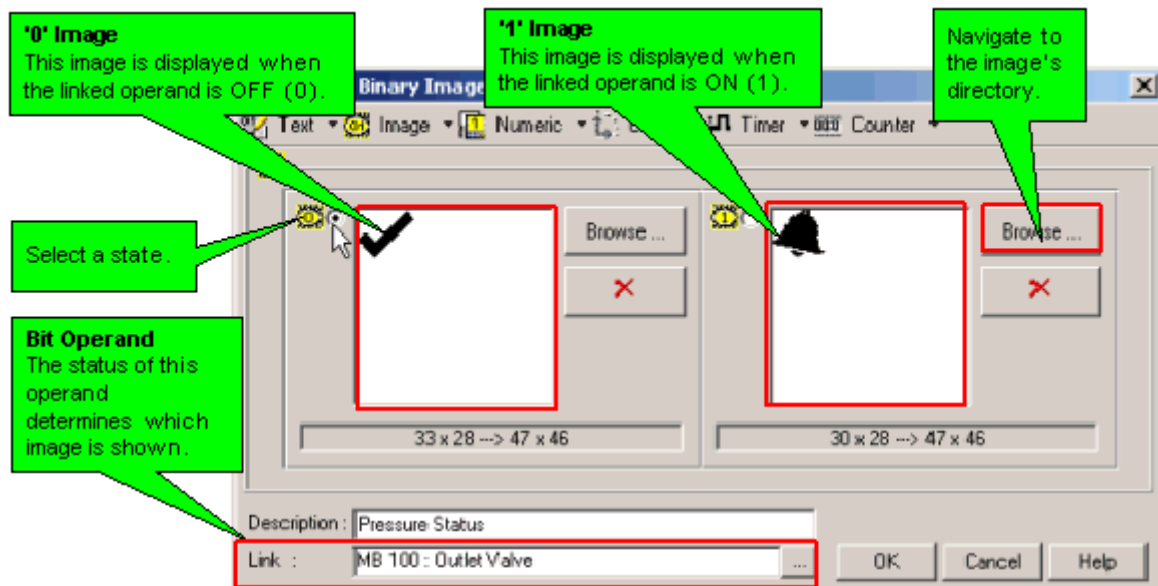 '0' Image
This image is displayed when
the linked operand is OFF (0).
'1' Image
This image is displayed when
the linked operand is ON (1).
Navigate to
the image's
directory.
Binary Image
Text Image Numeric Timer Counter
Select a state.
Browse ...
Browse ...
Bit Operand
The status of this
operand
determines which
image is shown.
33 x 28 ---> 47 x 46
30 x 28 ---> 47 x 46
Description : Pressure Status
Link : MB 100 :: Outlet Valve ...
OK Cancel Help